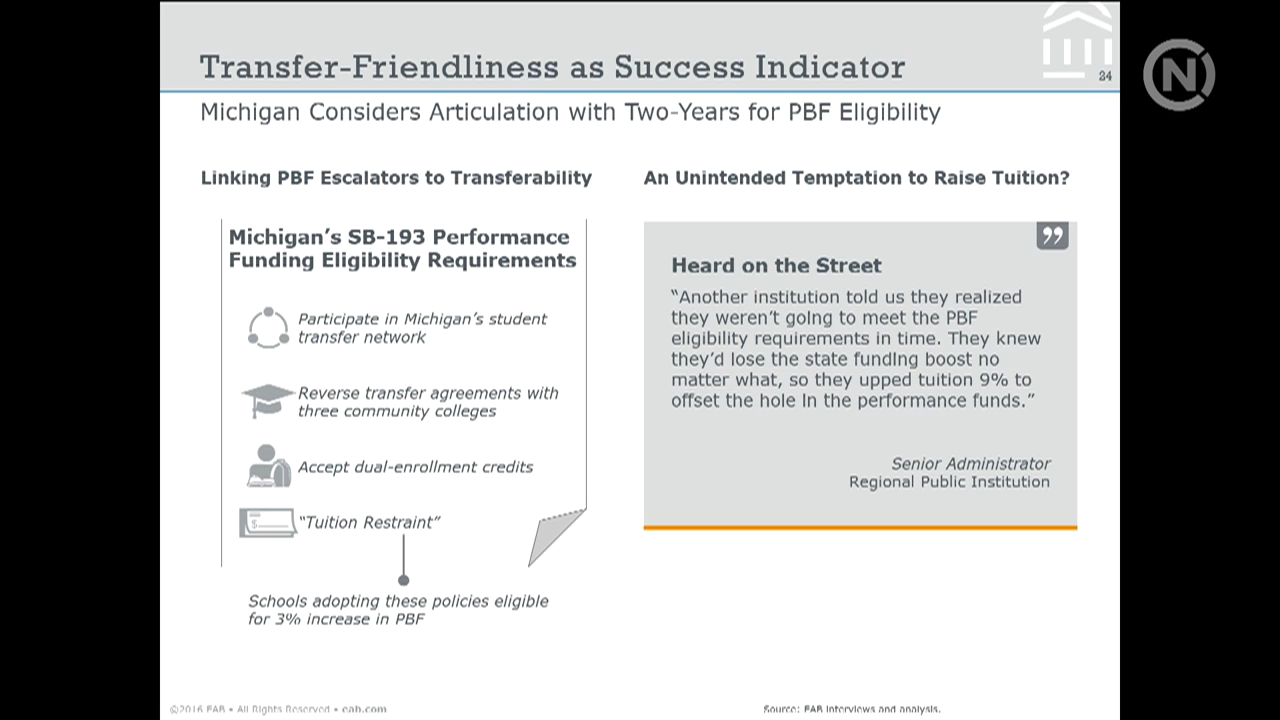 Transfer-Friendliness as Success Indicator
24
Michigan Considers Articulation with Two-Years for PBF Eligibility
Linking PBF Escalators to Transferability
Michigan's SB-193 Performance
Funding Eligibility Requirements
Participate in Michigan's student
transfer network
Reverse transfer agreements with
three community colleges
Accept dual-enrollment credits
$
"Tuition Restraint"
Schools adopting these policies eligible
for 3% increase in PBF
An Unintended Temptation to Raise Tuition?
”
Heard on the Street
"Another institution told us they realized
they weren't going to meet the PBF
eligibility requirements in time. They knew
they'd lose the state funding boost no
matter what, so they upped tuition 9% to
offset the hole in the performance funds."
Senior Administrator
Regional Public Institution
©2016 EAB • All Rights Reserved • eab.com
Source: EAB interviews and analysis.
N